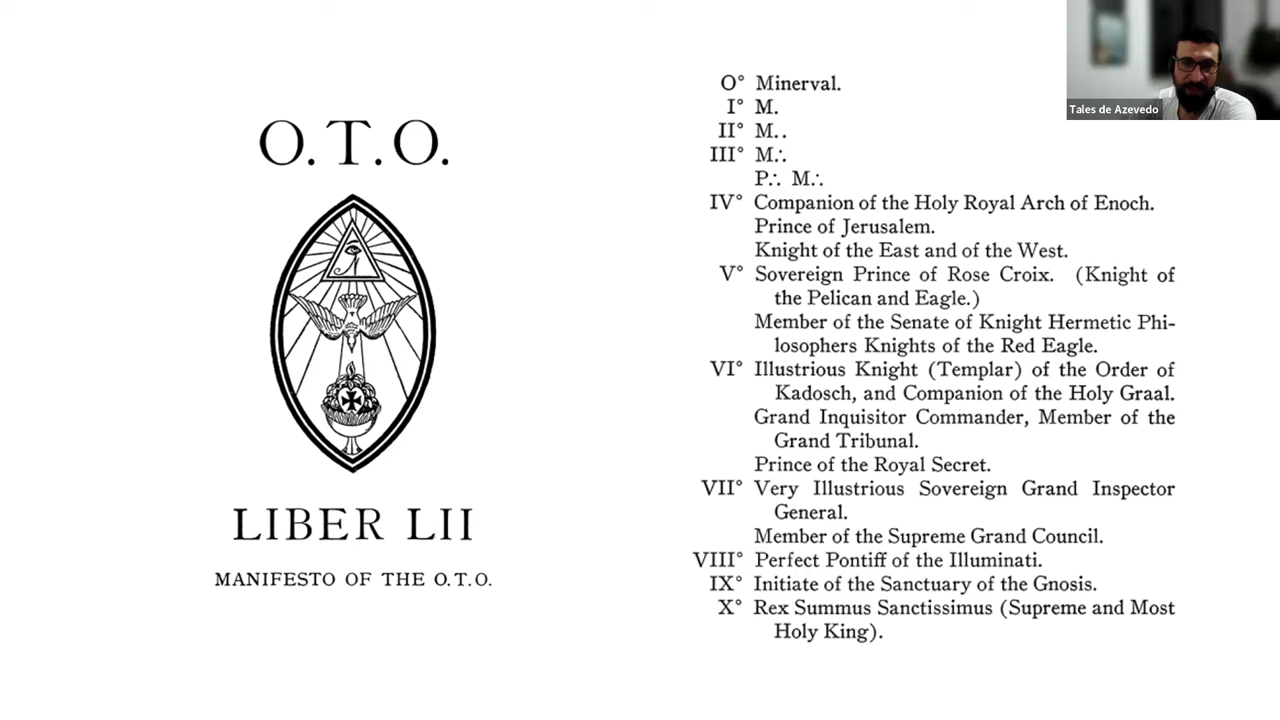 O.T.O.
LIBER LII
MANIFESTO OF THE O.T.O.
O° Minerval.
I° M.
II° M..
III° M∴
P∴ M∴
IV° Companion of the Holy Royal Arch of Enoch.
Prince of Jerusalem.
Knight of the East and of the West.
V° Sovereign Prince of Rose Croix. (Knight of
the Pelican and Eagle.)
Member of the Senate of Knight Hermetic Phi-
losophers Knights of the Red Eagle.
VI° Illustrious Knight (Templar) of the Order of
Kadosch, and Companion of the Holy Graal.
Grand Inquisitor Commander, Member of the
Grand Tribunal.
Prince of the Royal Secret.
VII° Very Illustrious Sovereign Grand Inspector
General.
Member of the Supreme Grand Council.
VIII° Perfect Pontiff of the Illuminati.
IX° Initiate of the Sanctuary of the Gnosis.
X° Rex Summus Sanctissimus (Supreme and Most
Holy King).
Tales de Azevedo